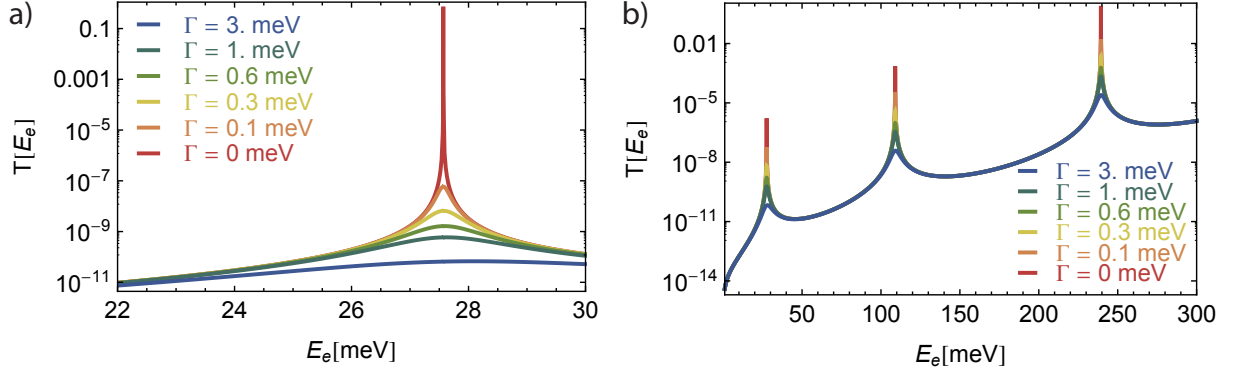 a)
T[E_e]
0.1
0.001
10^-5
10^-7
10^-9
10^-11
Γ = 3. meV
Γ = 1. meV
Γ = 0.6 meV
Γ = 0.3 meV
Γ = 0.1 meV
Γ = 0 meV
22 24 26 28 30
E_e[meV]
b)
T[E_e]
0.01
10^-5
10^-8
10^-11
10^-14
Γ = 3. meV
Γ = 1. meV
Γ = 0.6 meV
Γ = 0.3 meV
Γ = 0.1 meV
Γ = 0 meV
50 100 150 200 250 300
E_e[meV]